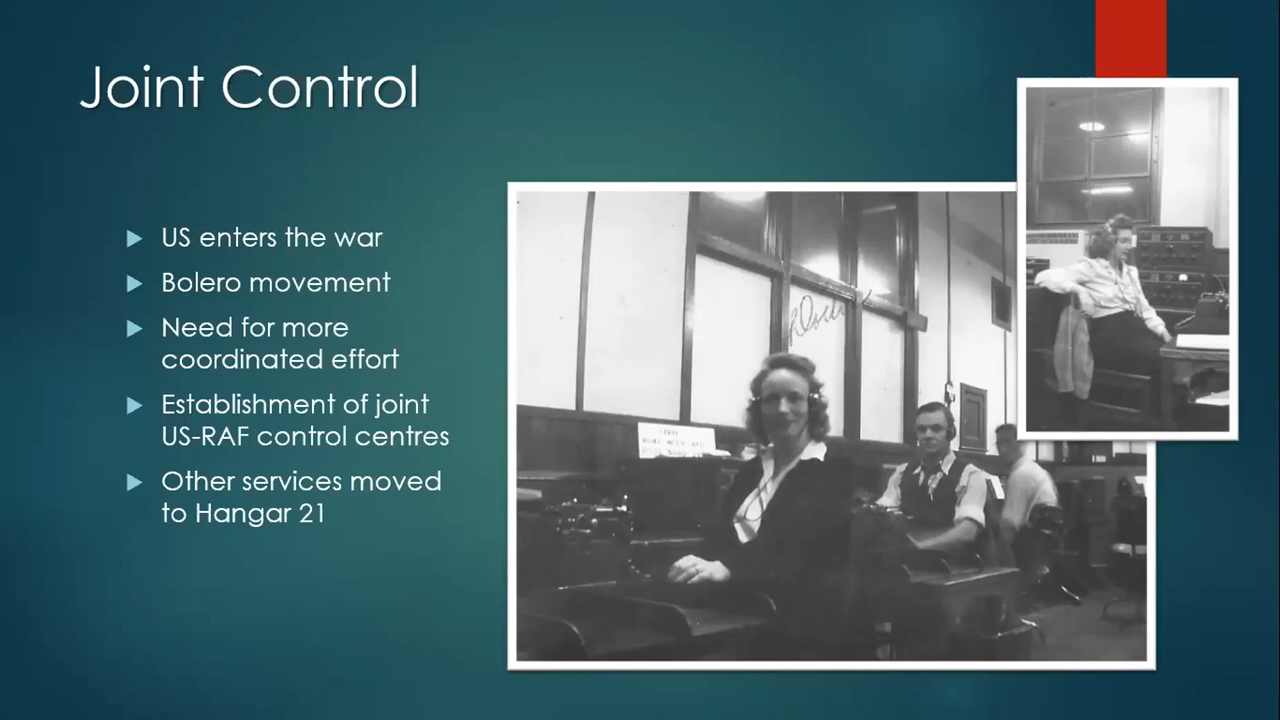 Joint Control
US enters the war
Bolero movement
Need for more
coordinated effort
Establishment of joint
US-RAF control centres
Other services moved
to Hangar 21